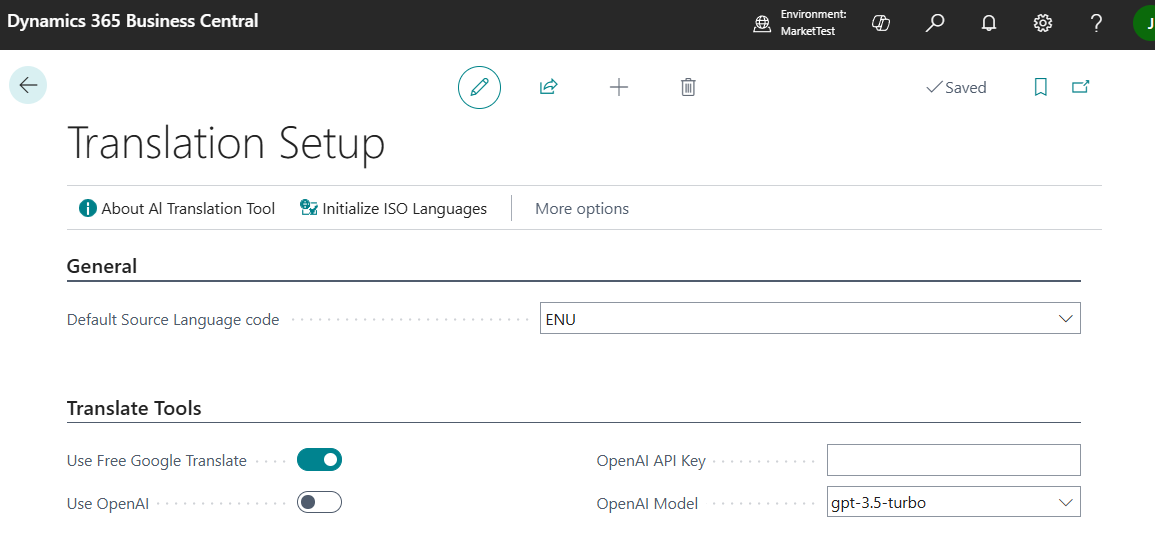 Dynamics 365 Business Central
Environment:
MarketTest
J
Saved
Translation Setup
About Al Translation Tool
Initialize ISO Languages
More options
General
Default Source Language code
ENU
Translate Tools
Use Free Google Translate
OpenAI API Key
Use OpenAI
OpenAI Model
gpt-3.5-turbo